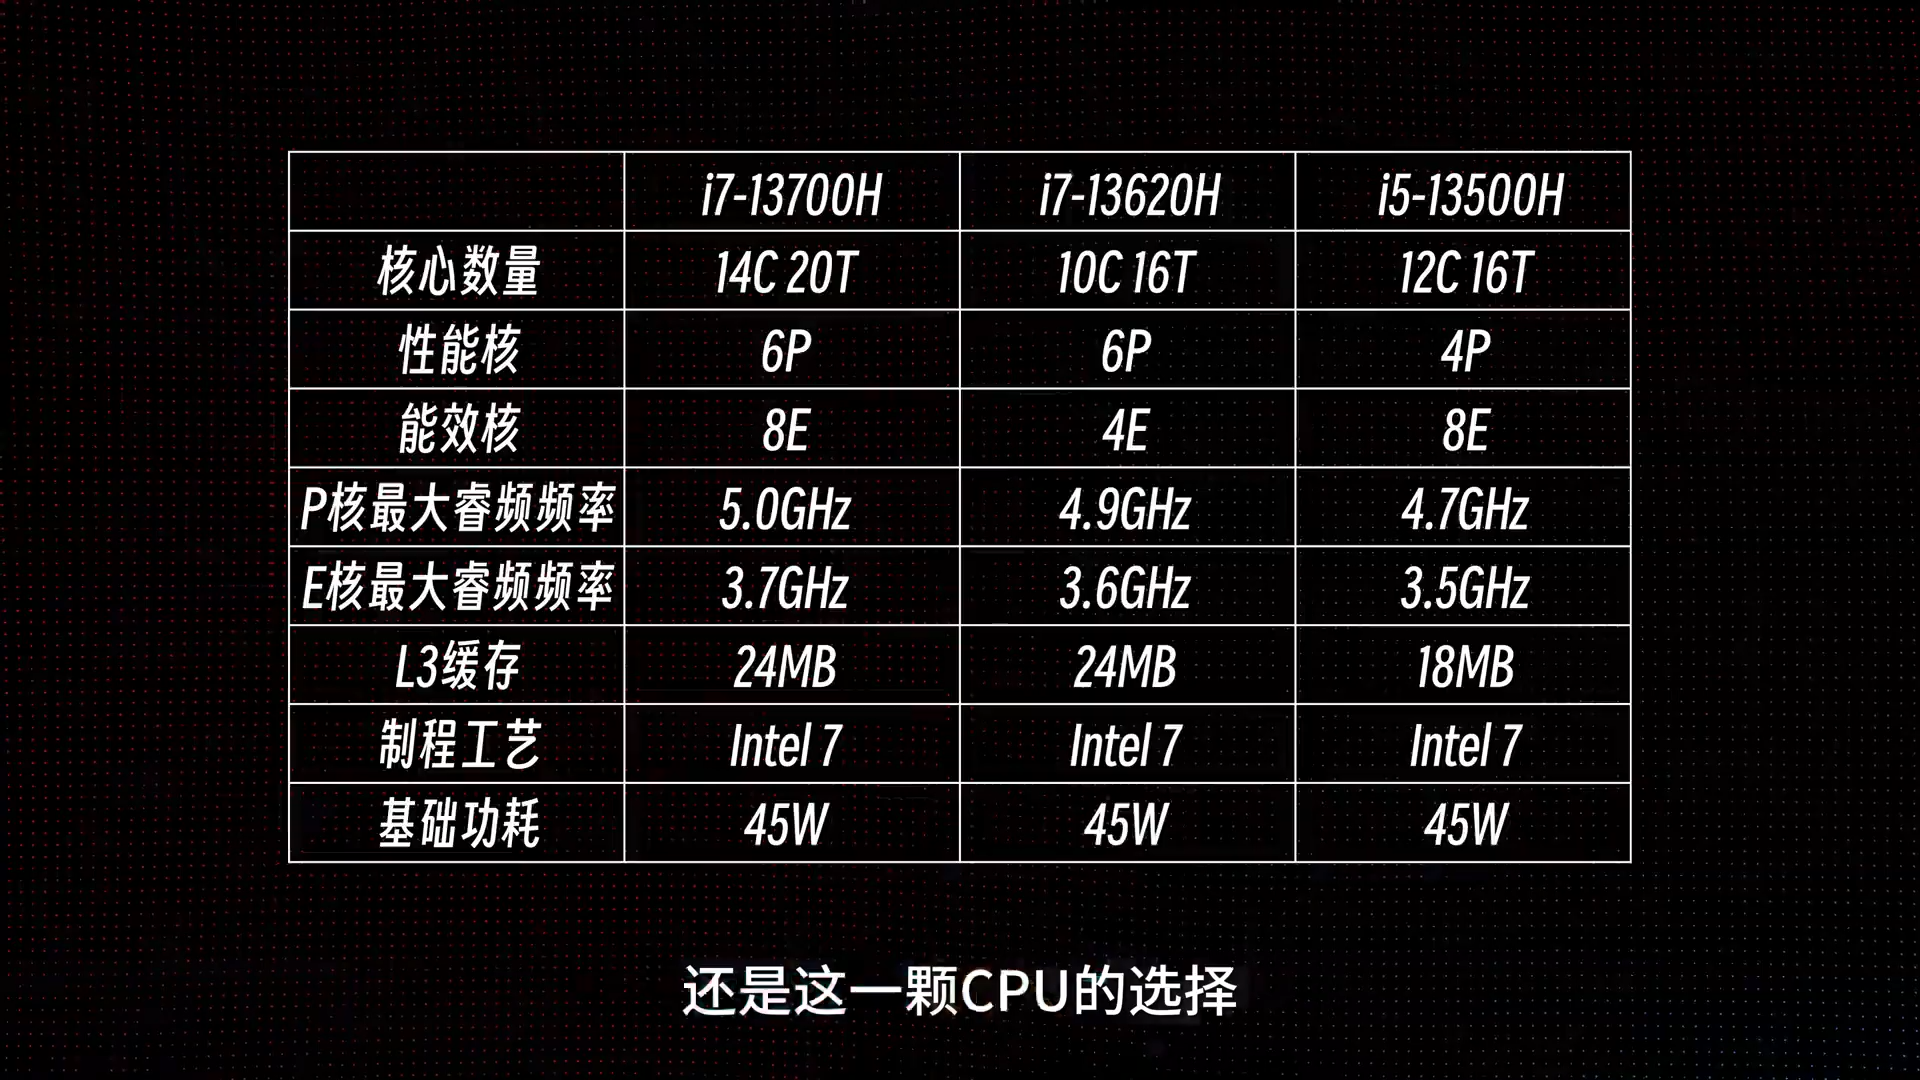 i7-13700H i7-13620H i5-13500H
核心数量 14C 20T 10C 16T 12C 16T
性能核 6P 6P 4P
能效核 8E 4E 8E
P核最大睿频频率 5.0GHz 4.9GHz 4.7GHz
E核最大睿频频率 3.7GHz 3.6GHz 3.5GHz
L3缓存 24MB 24MB 18MB
制程工艺 Intel 7 Intel 7 Intel 7
基础功耗 45W 45W 45W
还是这一颗CPU的选择